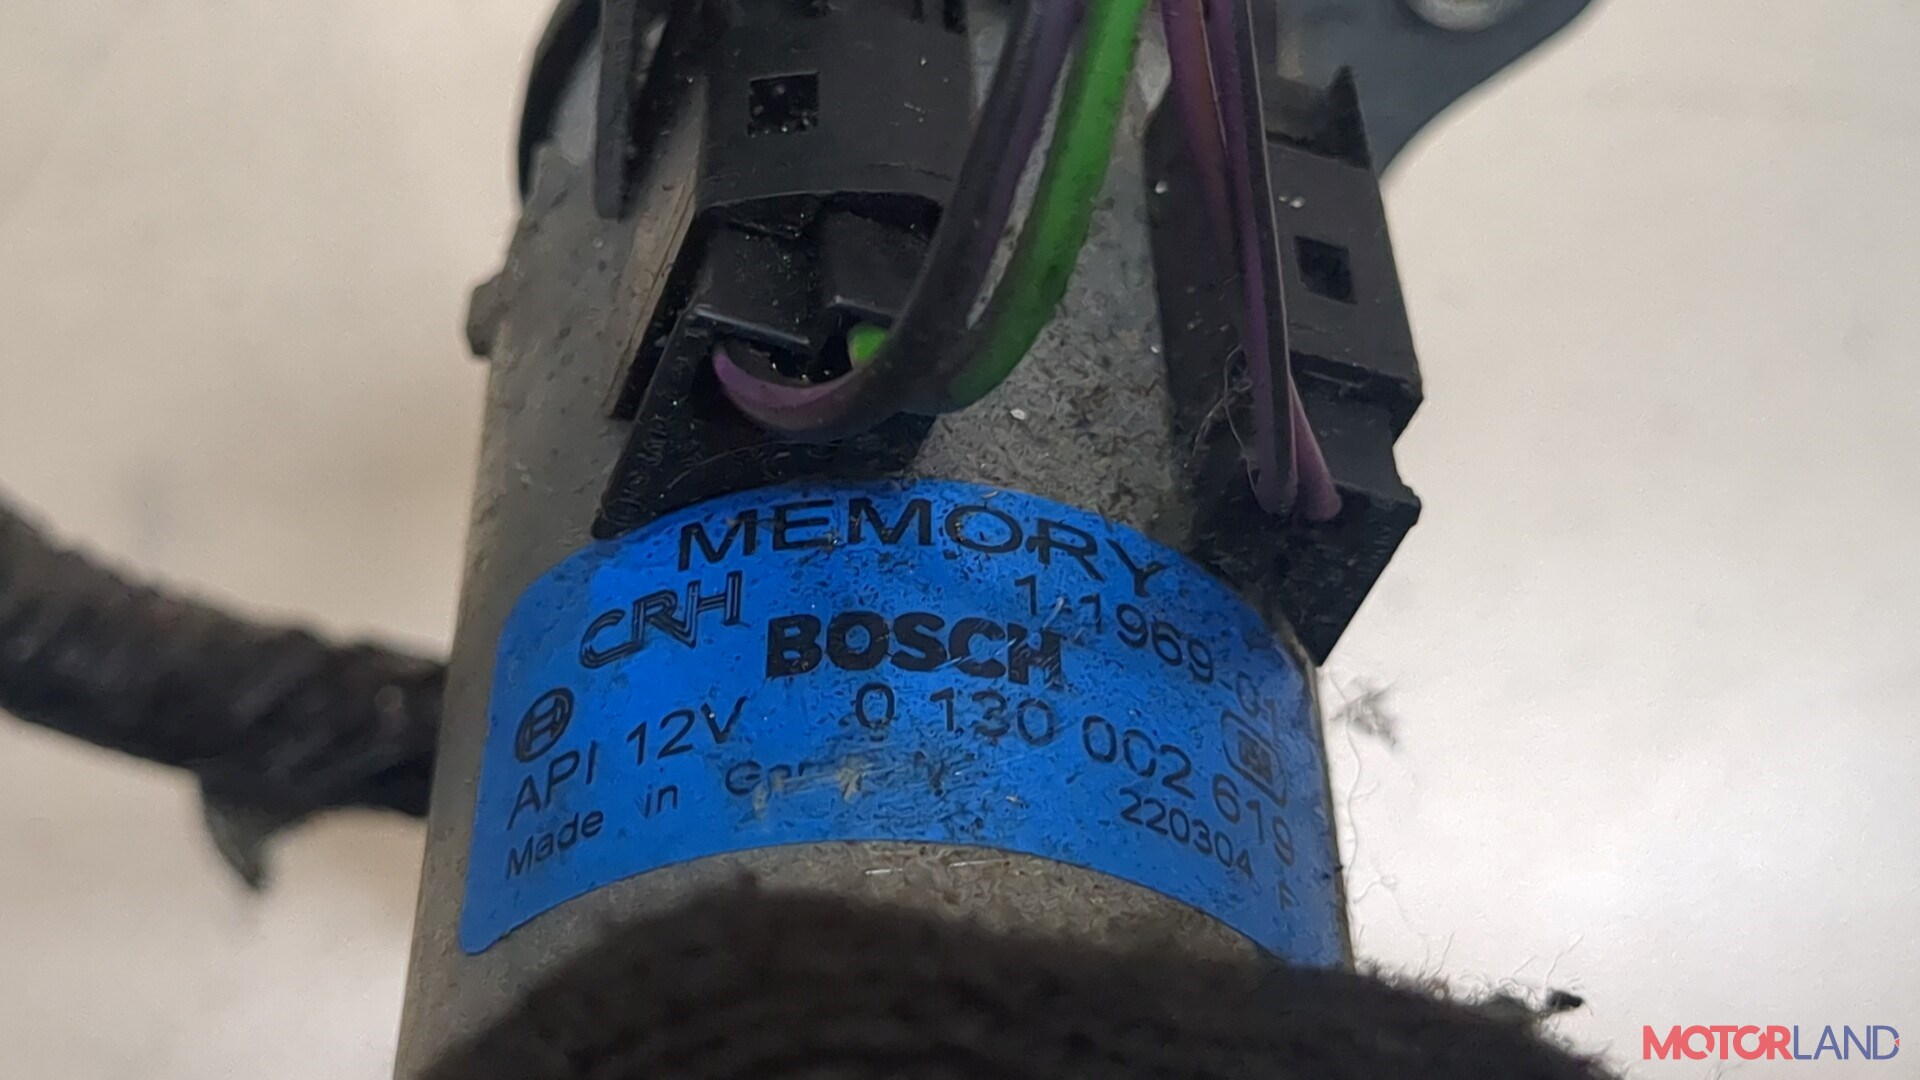 MEMORY
CRH
1-1969
BOSCH
API 12V
0 130 002 619
Made in
220304
MOTORLAND